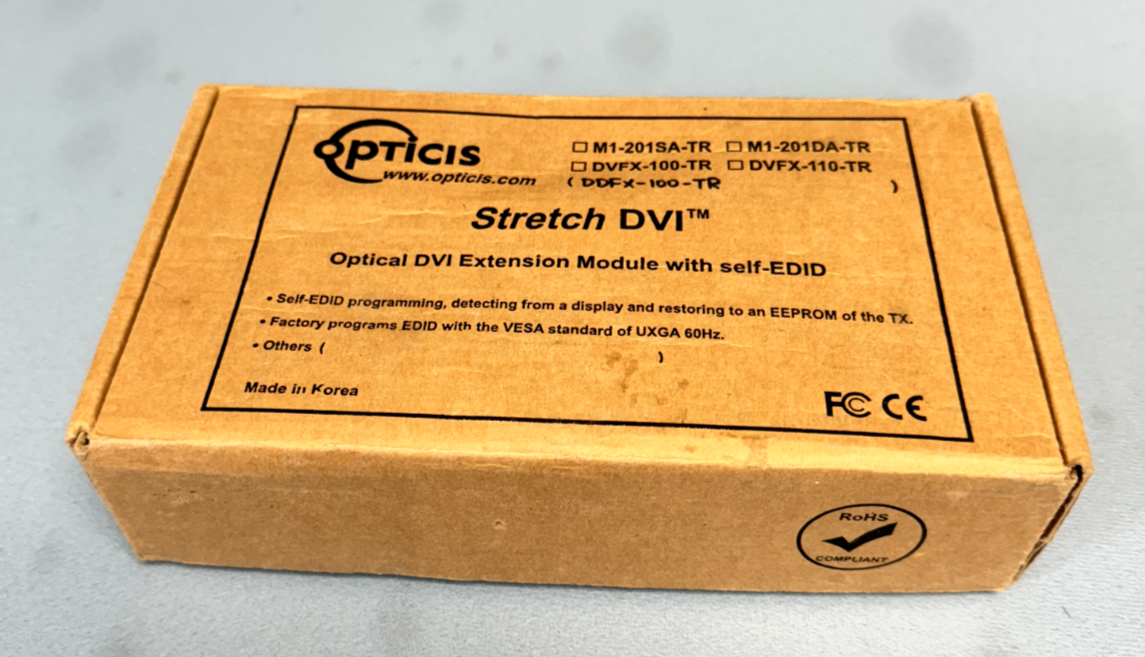 OPTICIS
www.opticis.com
☐ M1-201SA-TR ☐ M1-201DA-TR
☐ DVFX-100-TR ☐ DVFX-110-TR
( DDFX-100-TR )
Stretch DVI™
Optical DVI Extension Module with self-EDID
• Self-EDID programming, detecting from a display and restoring to an EEPROM of the TX.
• Factory programs EDID with the VESA standard of UXGA 60Hz.
• Others ( )
Made in Korea
FC CE
RoHS
COMPLIANT